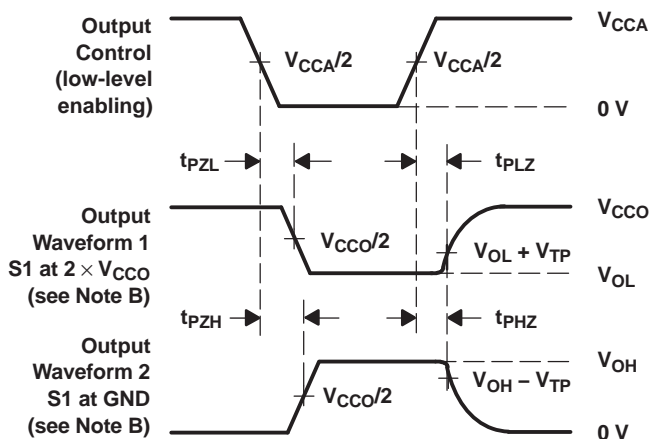 Output
Control
(low-level
enabling)
VCCA/2
VCCA/2
VCCA
0 V
tPZL
tPLZ
Output
Waveform 1
S1 at 2 × VCCO
(see Note B)
VCCO/2
VCCO
VOL + VTP
VOL
tPZH
tPHZ
Output
Waveform 2
S1 at GND
(see Note B)
VCCO/2
VOH
VOH − VTP
0 V